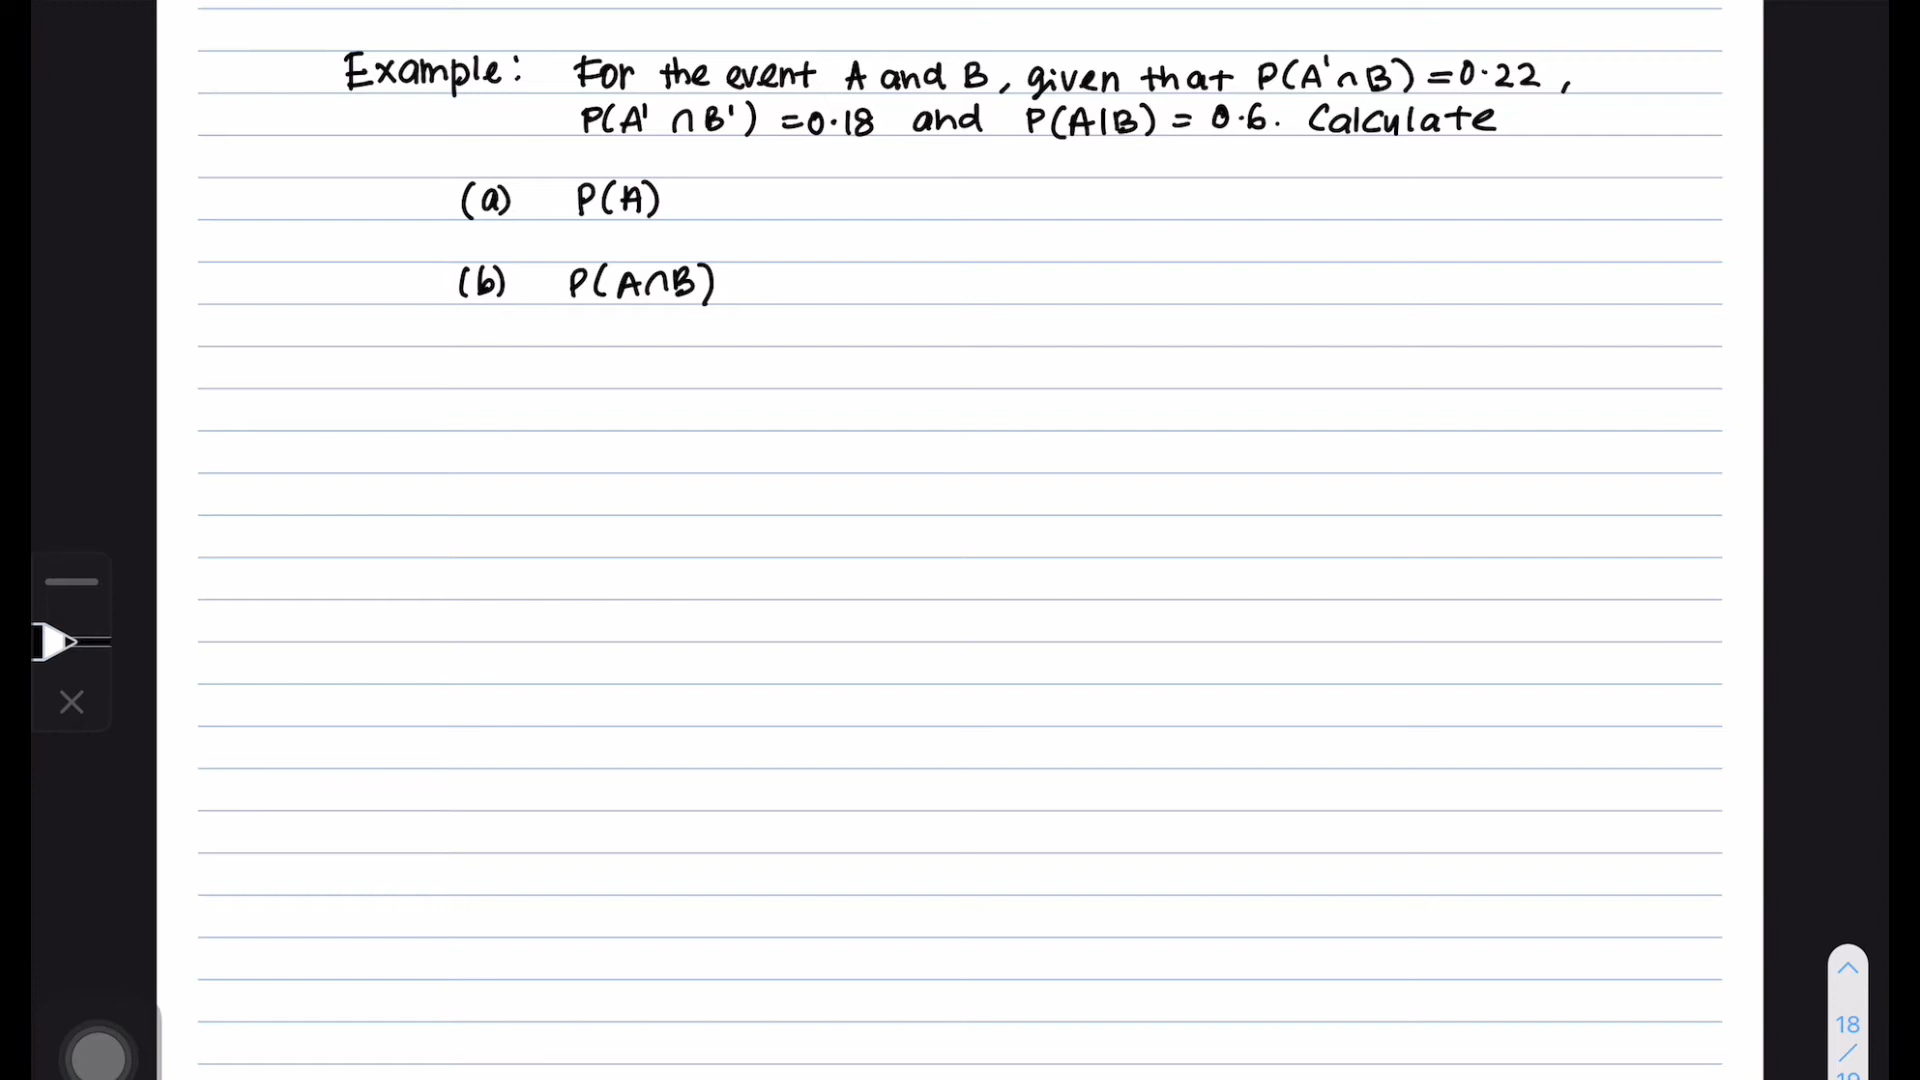 Example: For the event A and B, given that P(A'∩B) = 0.22,
P(A' ∩ B') = 0.18 and P(A|B) = 0.6. Calculate
(a) P(A)
(b) P(A∩B)
18
/